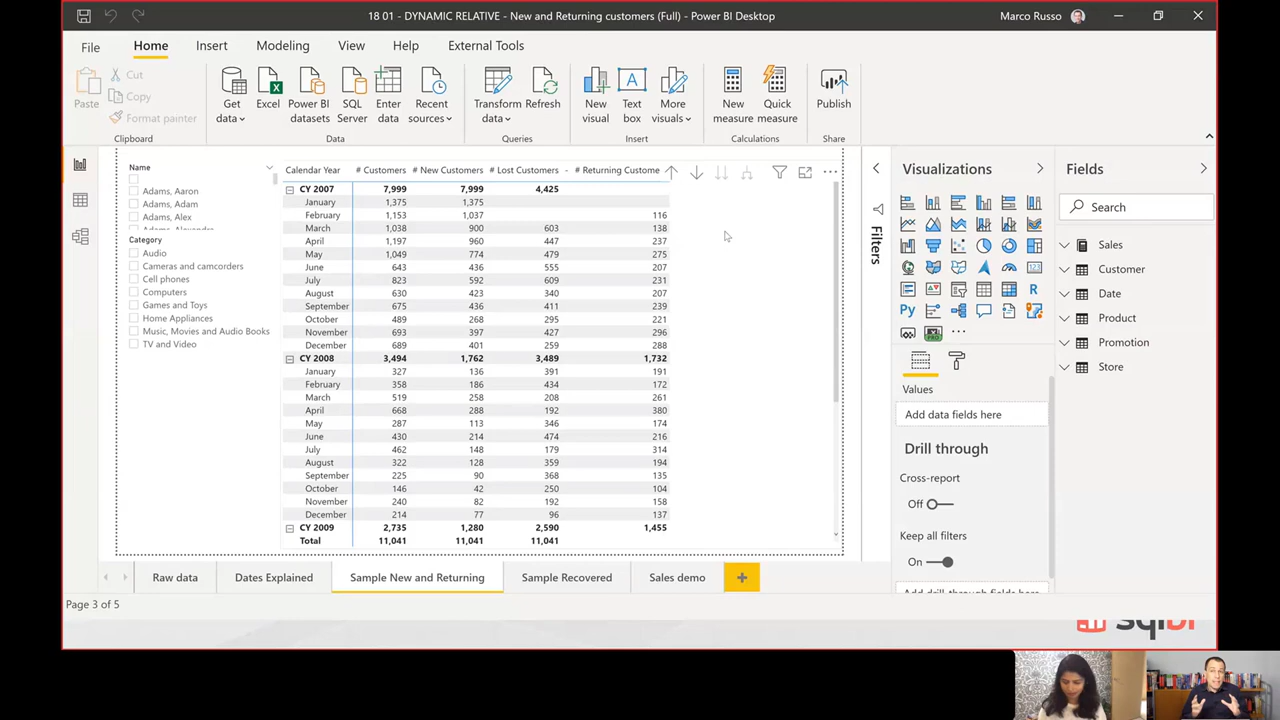 18 01 - DYNAMIC RELATIVE - New and Returning customers (Full) - Power BI Desktop
Marco Russo
File Home Insert Modeling View Help External Tools
Paste
Cut
Copy
Format painter
Get data
Excel
Power BI datasets
SQL Server
Enter data
Recent sources
Transform data
Refresh
New visual
Text box
More visuals
New measure
Quick measure
Publish
Clipboard Data Queries Insert Calculations Share
Name
Adams, Aaron
Adams, Adam
Adams, Alex
Category
Audio
Cameras and camcorders
Cell phones
Computers
Games and Toys
Home Appliances
Music, Movies and Audio Books
TV and Video
Calendar Year # Customers # New Customers # Lost Customers # Returning Custome
CY 2007 7,999 7,999 4,425
January 1,375 1,375
February 1,153 1,037 116
March 1,038 900 603 138
April 1,197 960 447 237
May 1,049 774 479 275
June 643 436 555 207
July 823 592 609 231
August 630 423 340 207
September 675 436 411 239
October 489 268 295 221
November 693 397 427 296
December 689 401 259 288
CY 2008 3,494 1,762 3,489 1,732
January 327 136 391 191
February 358 186 434 172
March 519 258 208 261
April 668 288 192 380
May 287 113 346 174
June 430 214 474 216
July 462 148 179 314
August 322 128 359 194
September 225 90 368 135
October 146 42 250 104
November 240 82 192 158
December 214 77 96 137
CY 2009 2,735 1,280 2,590 1,455
Total 11,041 11,041 11,041
Filters
Visualizations
R
Py
PRO
Values
Add data fields here
Drill through
Cross-report
Off
Keep all filters
On
Add drill-through fields here
Fields
Search
Sales
Customer
Date
Product
Promotion
Store
Raw data Dates Explained Sample New and Returning Sample Recovered Sales demo
Page 3 of 5
sqlbi